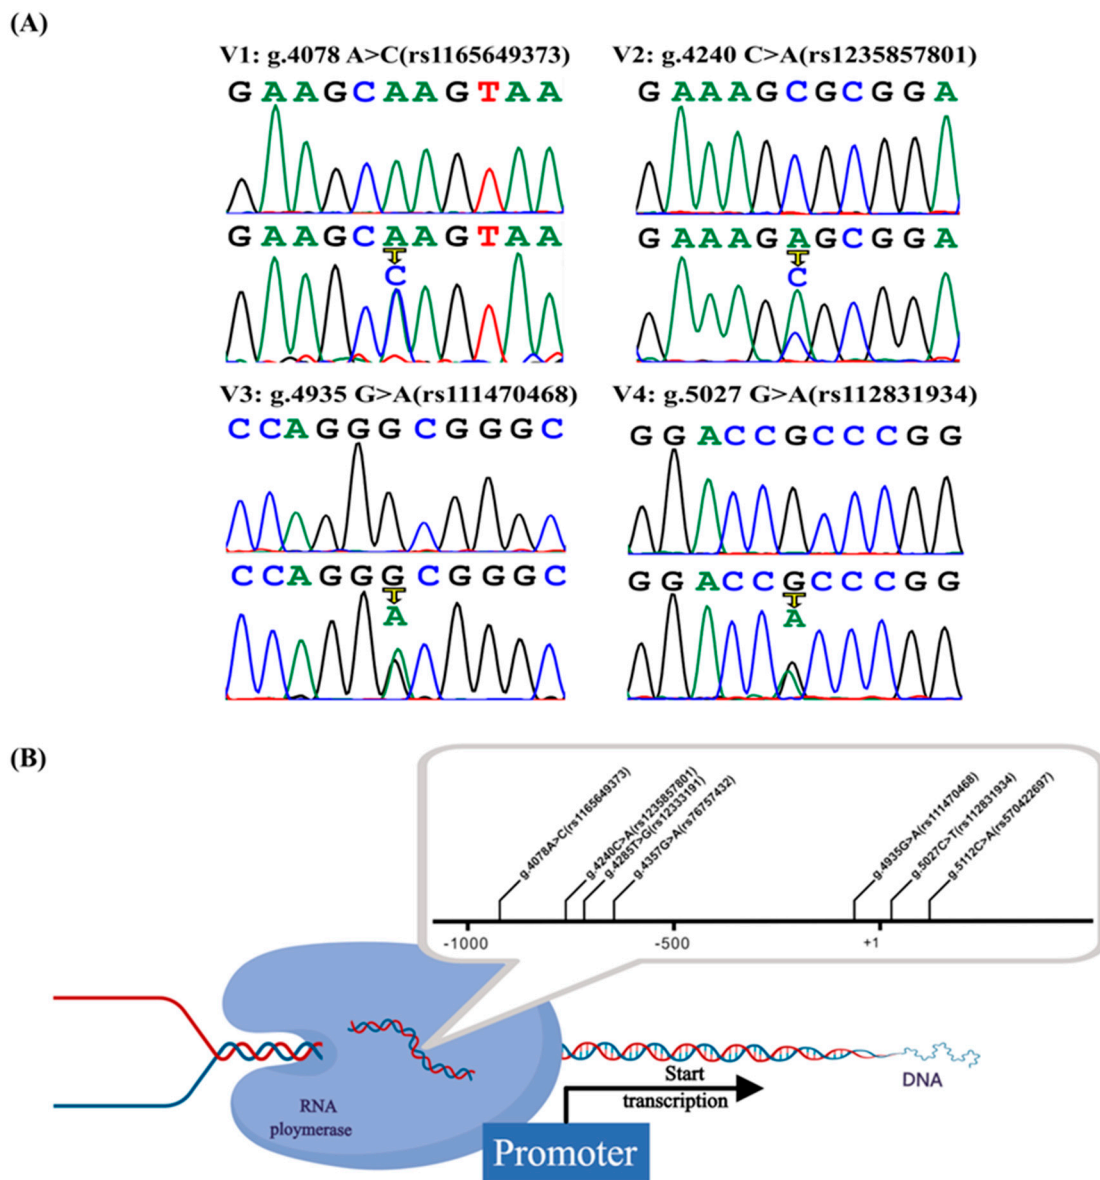 (A)
V1: g.4078 A>C(rs1165649373)
GAAGCAAGTAA
GAAGCAAGTAA
C
V2: g.4240 C>A(rs1235857801)
GAAAGCGCGGA
GAAAGAGCGGA
C
V3: g.4935 G>A(rs111470468)
CCAGGGCGGGC
CCAGGGCGGGC
A
V4: g.5027 G>A(rs112831934)
GGACCGCCCGG
GGACCGCCCGG
A
(B)
g.4078A>C(rs1165649373)
g.4240C>A(rs1235857801)
g.4285T>G(rs12333191)
g.4357G>A(rs76757432)
g.4935G>A(rs111470468)
g.5027C>T(rs112831934)
g.5112C>A(rs570422697)
-1000
-500
+1
RNA
ploymerase
Start
transcription
DNA
Promoter